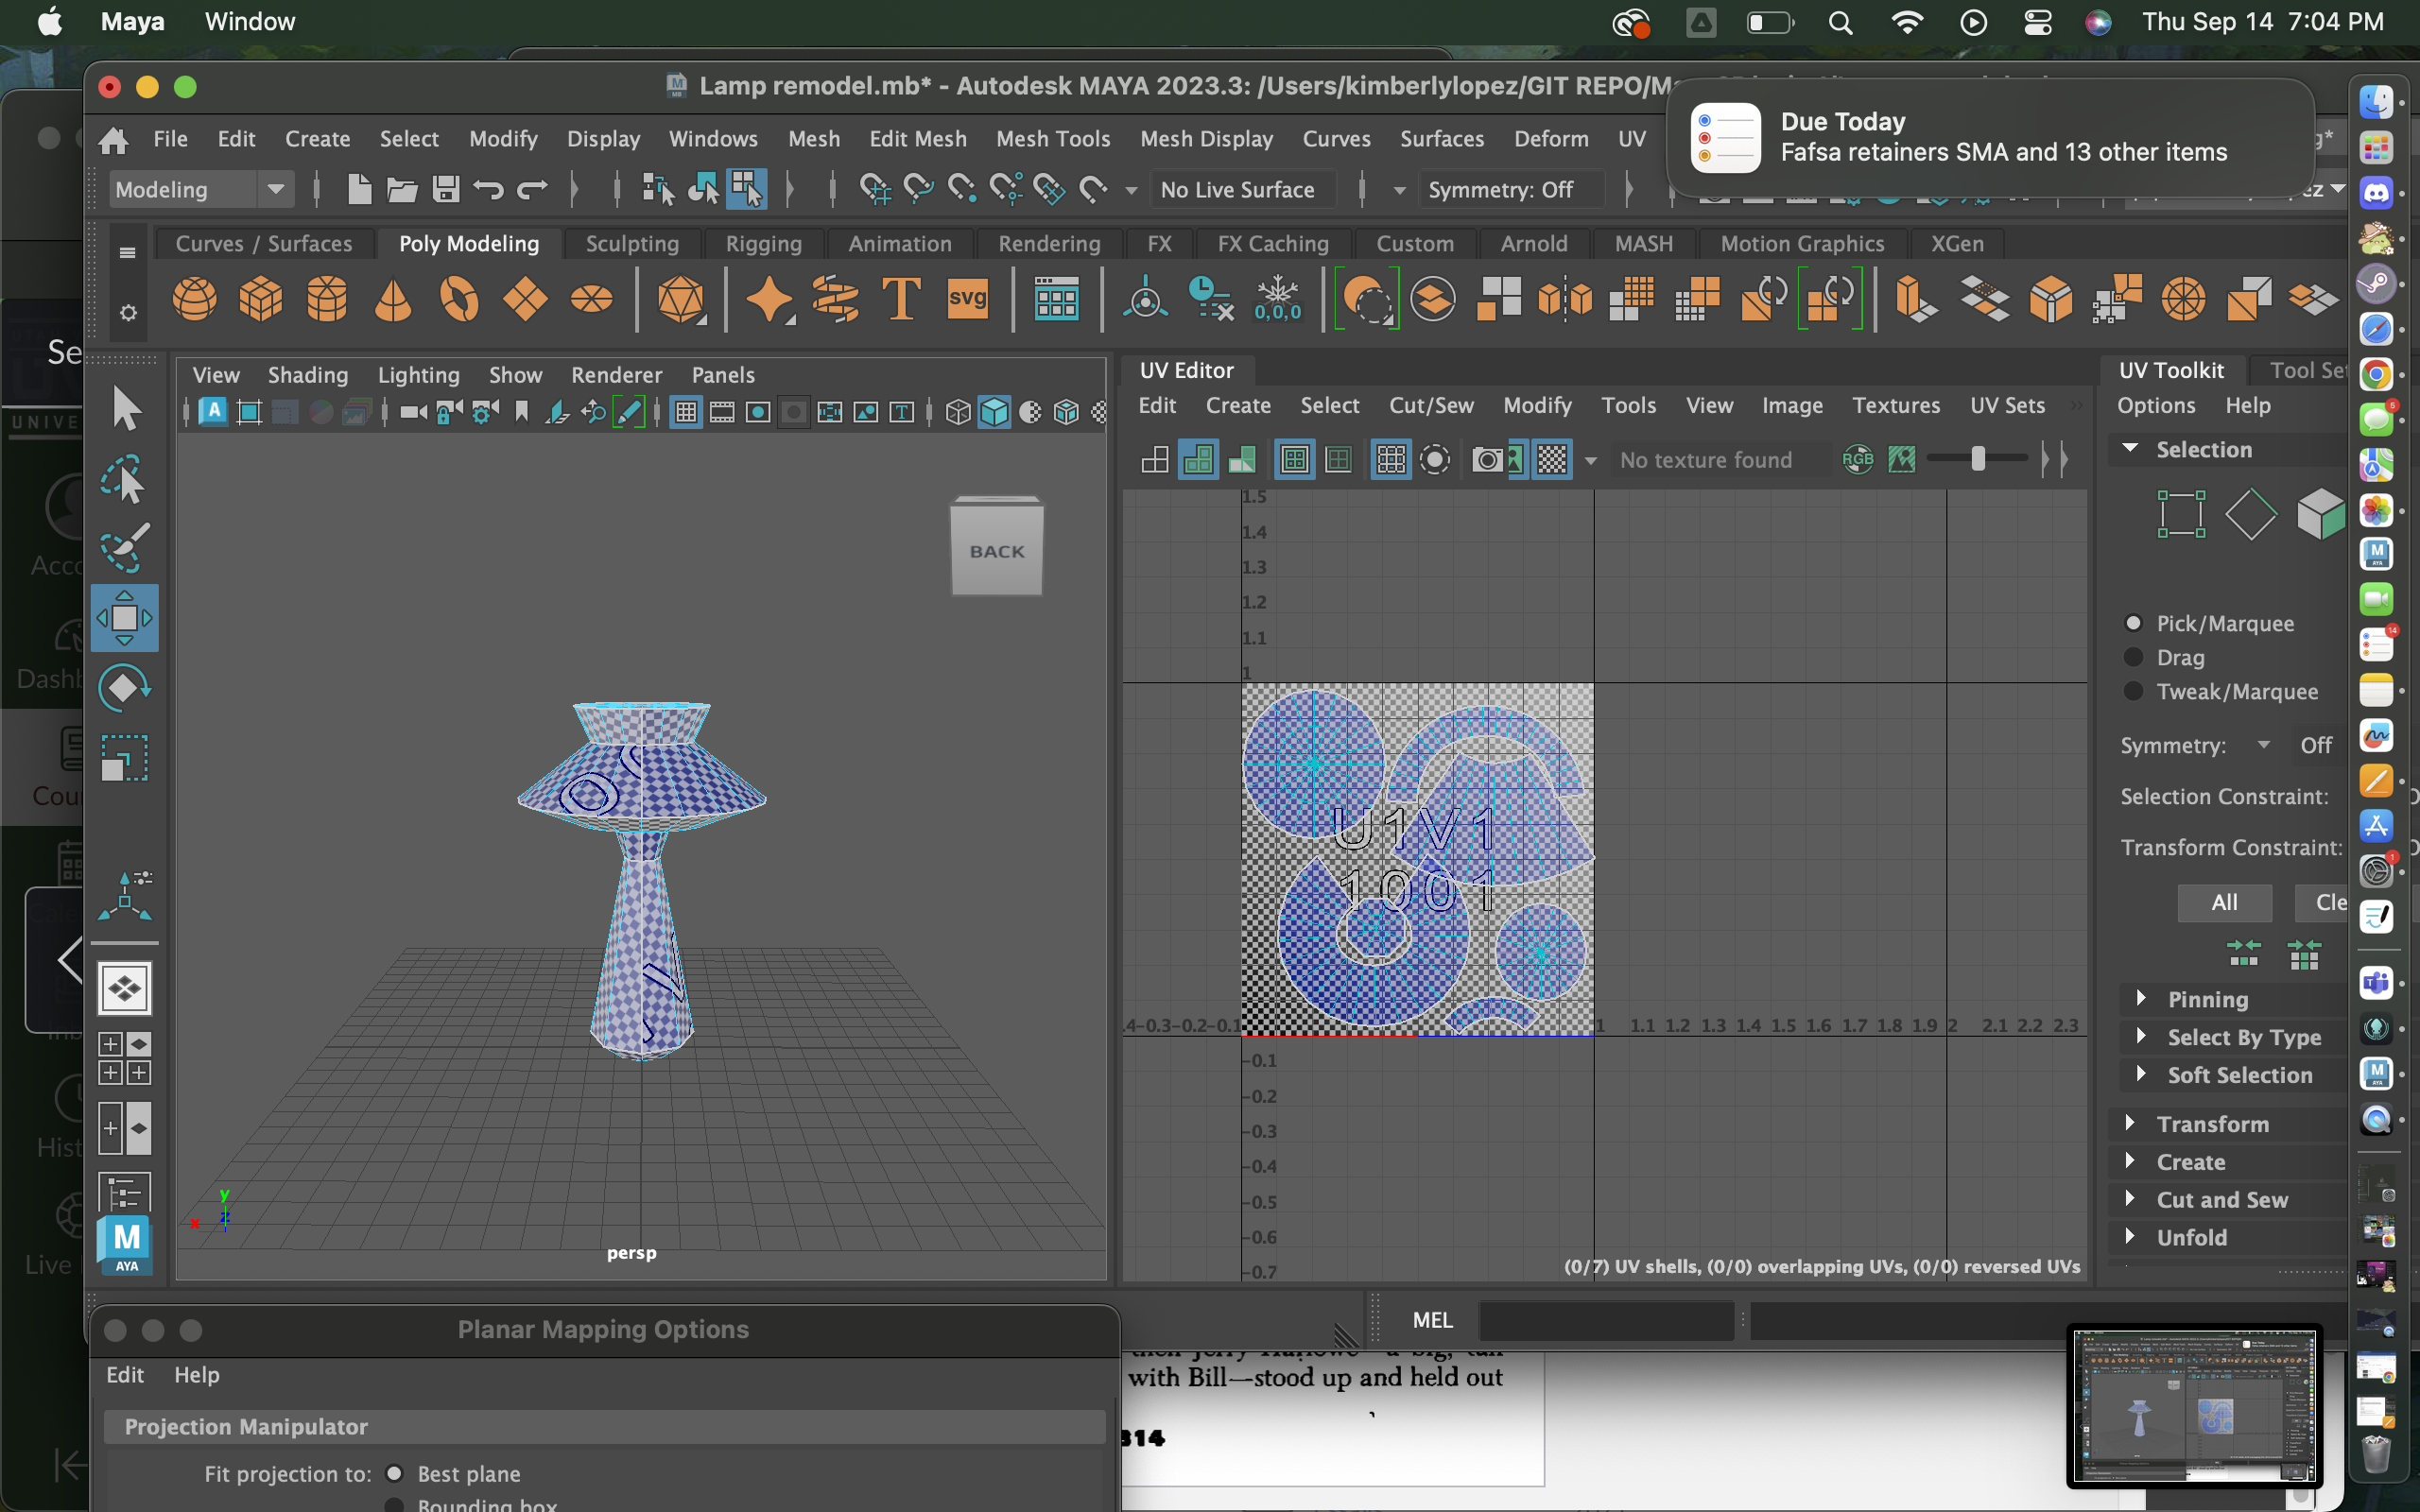 Maya Window
Thu Sep 14 7:04 PM
Lamp remodel.mb* - Autodesk MAYA 2023.3: /Users/kimberlylopez/GIT REPO/M
Due Today
Fafsa retainers SMA and 13 other items
File Edit Create Select Modify Display Windows Mesh Edit Mesh Mesh Tools Mesh Display Curves Surfaces Deform UV
Modeling
No Live Surface
Symmetry: Off
Curves / Surfaces Poly Modeling Sculpting Rigging Animation Rendering FX FX Caching Custom Arnold MASH Motion Graphics XGen
T
svg
0,0,0
View Shading Lighting Show Renderer Panels
BACK
persp
y
x
z
UV Editor
Edit Create Select Cut/Sew Modify Tools View Image Textures UV Sets
No texture found
RGB
1.5
1.4
1.3
1.2
1.1
1
U1V1
1001
.4-0.3-0.2-0.1
1 1.1 1.2 1.3 1.4 1.5 1.6 1.7 1.8 1.9 2 2.1 2.2 2.3
-0.1
-0.2
-0.3
-0.4
-0.5
-0.6
-0.7
(0/7) UV shells, (0/0) overlapping UVs, (0/0) reversed UVs
UV Toolkit Tool Set
Options Help
Selection
Pick/Marquee
Drag
Tweak/Marquee
Symmetry: Off
Selection Constraint:
Transform Constraint:
All Cle
Pinning
Select By Type
Soft Selection
Transform
Create
Cut and Sew
Unfold
M
AYA
MEL
Planar Mapping Options
Edit Help
Projection Manipulator
Fit projection to: Best plane
Bounding box
with Bill—stood up and held out
314
Se
UNIVE
Acco
Dashb
Cour
Hist
Live